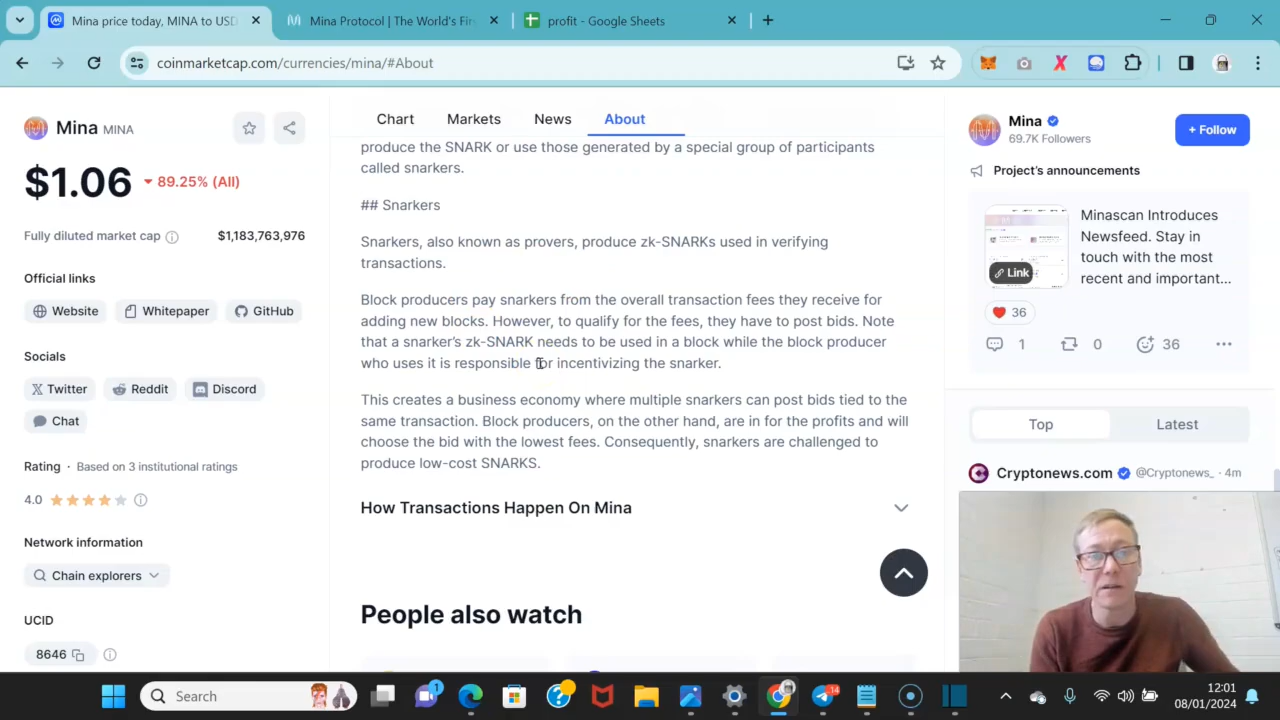 Mina price today, MINA to USD
Mina Protocol | The World's Fir
profit - Google Sheets
coinmarketcap.com/currencies/mina/#About
Mina MINA
$1.06 89.25% (All)
Fully diluted market cap $1,183,763,976
Official links
Website Whitepaper GitHub
Socials
Twitter Reddit Discord
Chat
Rating · Based on 3 institutional ratings
4.0
Network information
Chain explorers
UCID
8646
Chart Markets News About
produce the SNARK or use those generated by a special group of participants
called snarkers.
## Snarkers
Snarkers, also known as provers, produce zk-SNARKs used in verifying
transactions.
Block producers pay snarkers from the overall transaction fees they receive for
adding new blocks. However, to qualify for the fees, they have to post bids. Note
that a snarker's zk-SNARK needs to be used in a block while the block producer
who uses it is responsible for incentivizing the snarker.
This creates a business economy where multiple snarkers can post bids tied to the
same transaction. Block producers, on the other hand, are in for the profits and will
choose the bid with the lowest fees. Consequently, snarkers are challenged to
produce low-cost SNARKS.
How Transactions Happen On Mina
People also watch
Mina
69.7K Followers
+ Follow
Project's announcements
Minascan Introduces
Newsfeed. Stay in
touch with the most
recent and important...
Link
36
1 0 36
Top Latest
Cryptonews.com @Cryptonews_ · 4m
Search
1
14
12:01
08/01/2024